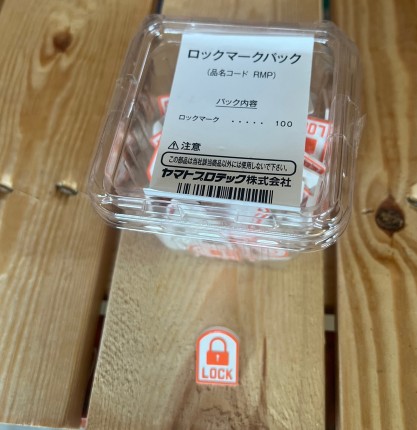 ロックマークパック
（品名コード RMP）
パック内容
ロックマーク ‥‥‥ 100
⚠注意
この部品は当社該当商品以外には使用しないで下さい。
ヤマトプロテック株式会社
LOCK